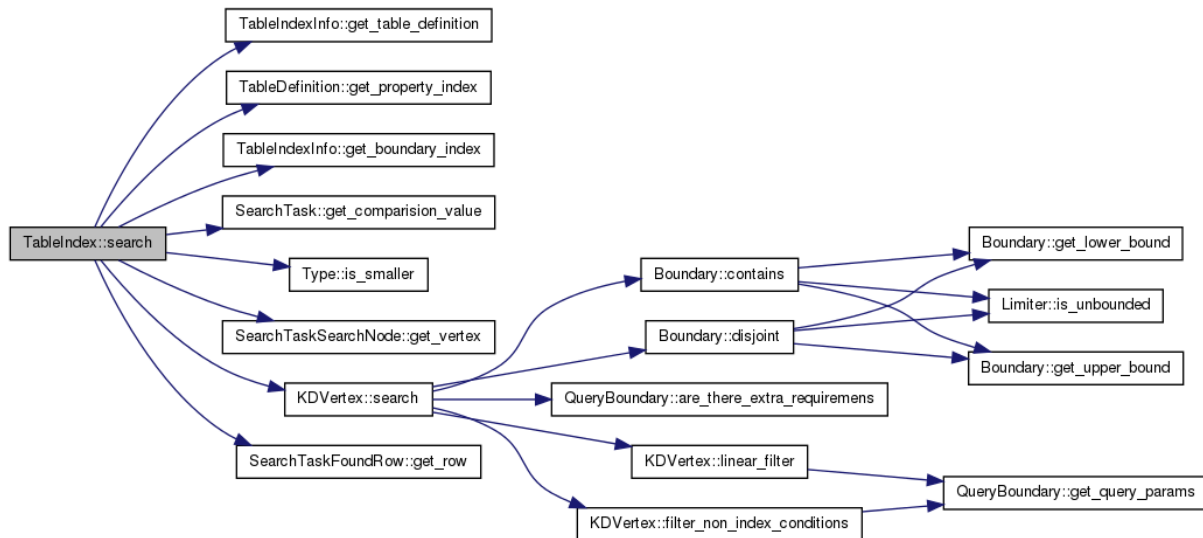 TableIndexInfo::get_table_definition
TableDefinition::get_property_index
TableIndexInfo::get_boundary_index
SearchTask::get_comparision_value
TableIndex::search
Type::is_smaller
SearchTaskSearchNode::get_vertex
KDVertex::search
SearchTaskFoundRow::get_row
Boundary::contains
Boundary::disjoint
QueryBoundary::are_there_extra_requiremens
KDVertex::linear_filter
KDVertex::filter_non_index_conditions
Boundary::get_lower_bound
Limiter::is_unbounded
Boundary::get_upper_bound
QueryBoundary::get_query_params